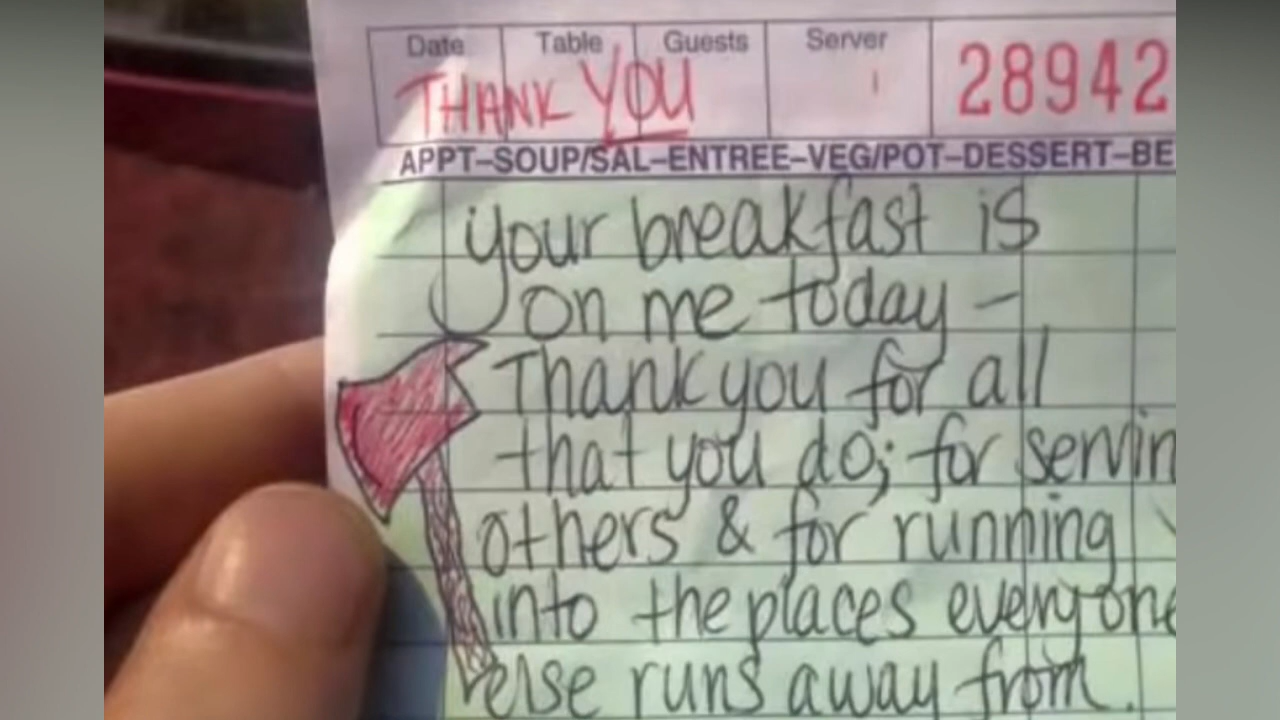 Date Table Guests Server
THANK YOU 28942
APPT–SOUP/SAL–ENTREE–VEG/POT–DESSERT–BE
your breakfast is
on me today –
Thank you for all
that you do; for servin
others & for running
into the places everyone
else runs away from.